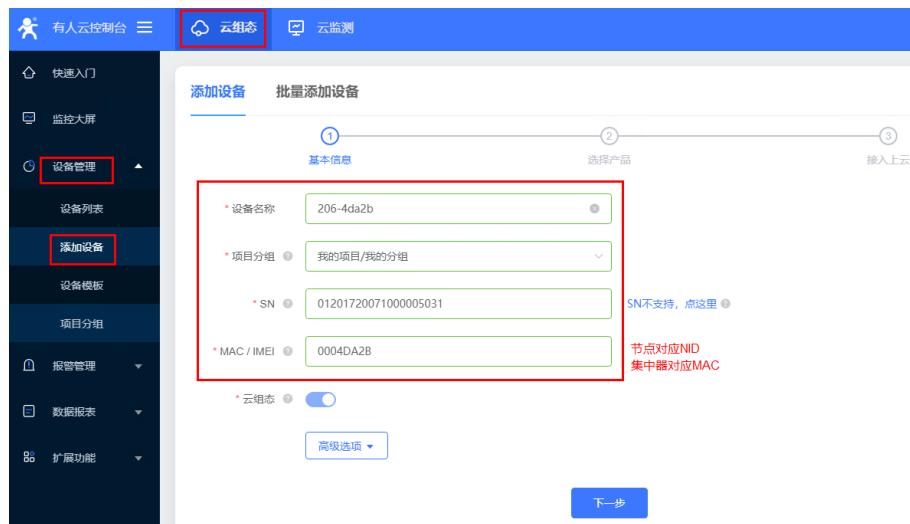 有人云控制台
云组态
云监测
快速入门
监控大屏
设备管理
设备列表
添加设备
设备模板
项目分组
报警管理
数据报表
扩展功能
添加设备
批量添加设备
1
2
3
基本信息
选择产品
接入上云
* 设备名称
206-4da2b
* 项目分组
我的项目/我的分组
* SN
01201720071000005031
SN不支持，点这里
* MAC / IMEI
0004DA2B
节点对应NID
集中器对应MAC
* 云组态
高级选项
下一步